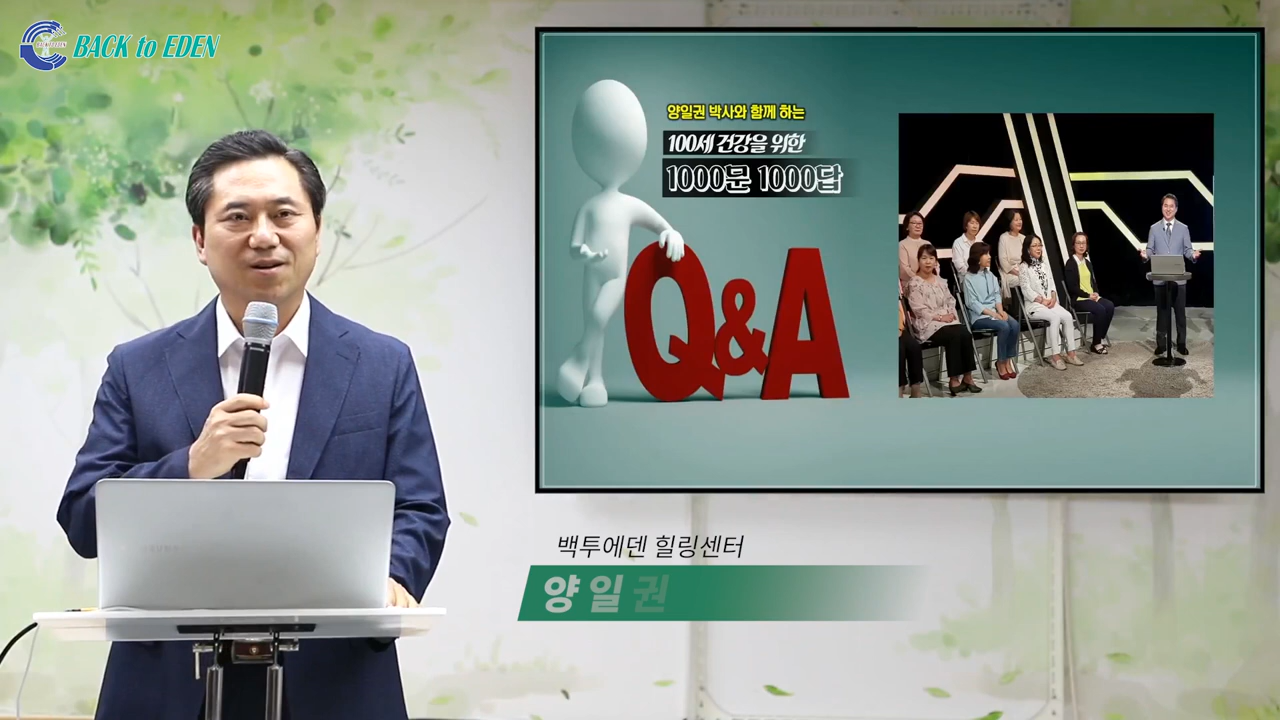 BACK to EDEN
양일권 박사와 함께 하는
100세 건강을 위한
1000문 1000답
Q&A
백투에덴 힐링센터
양일권